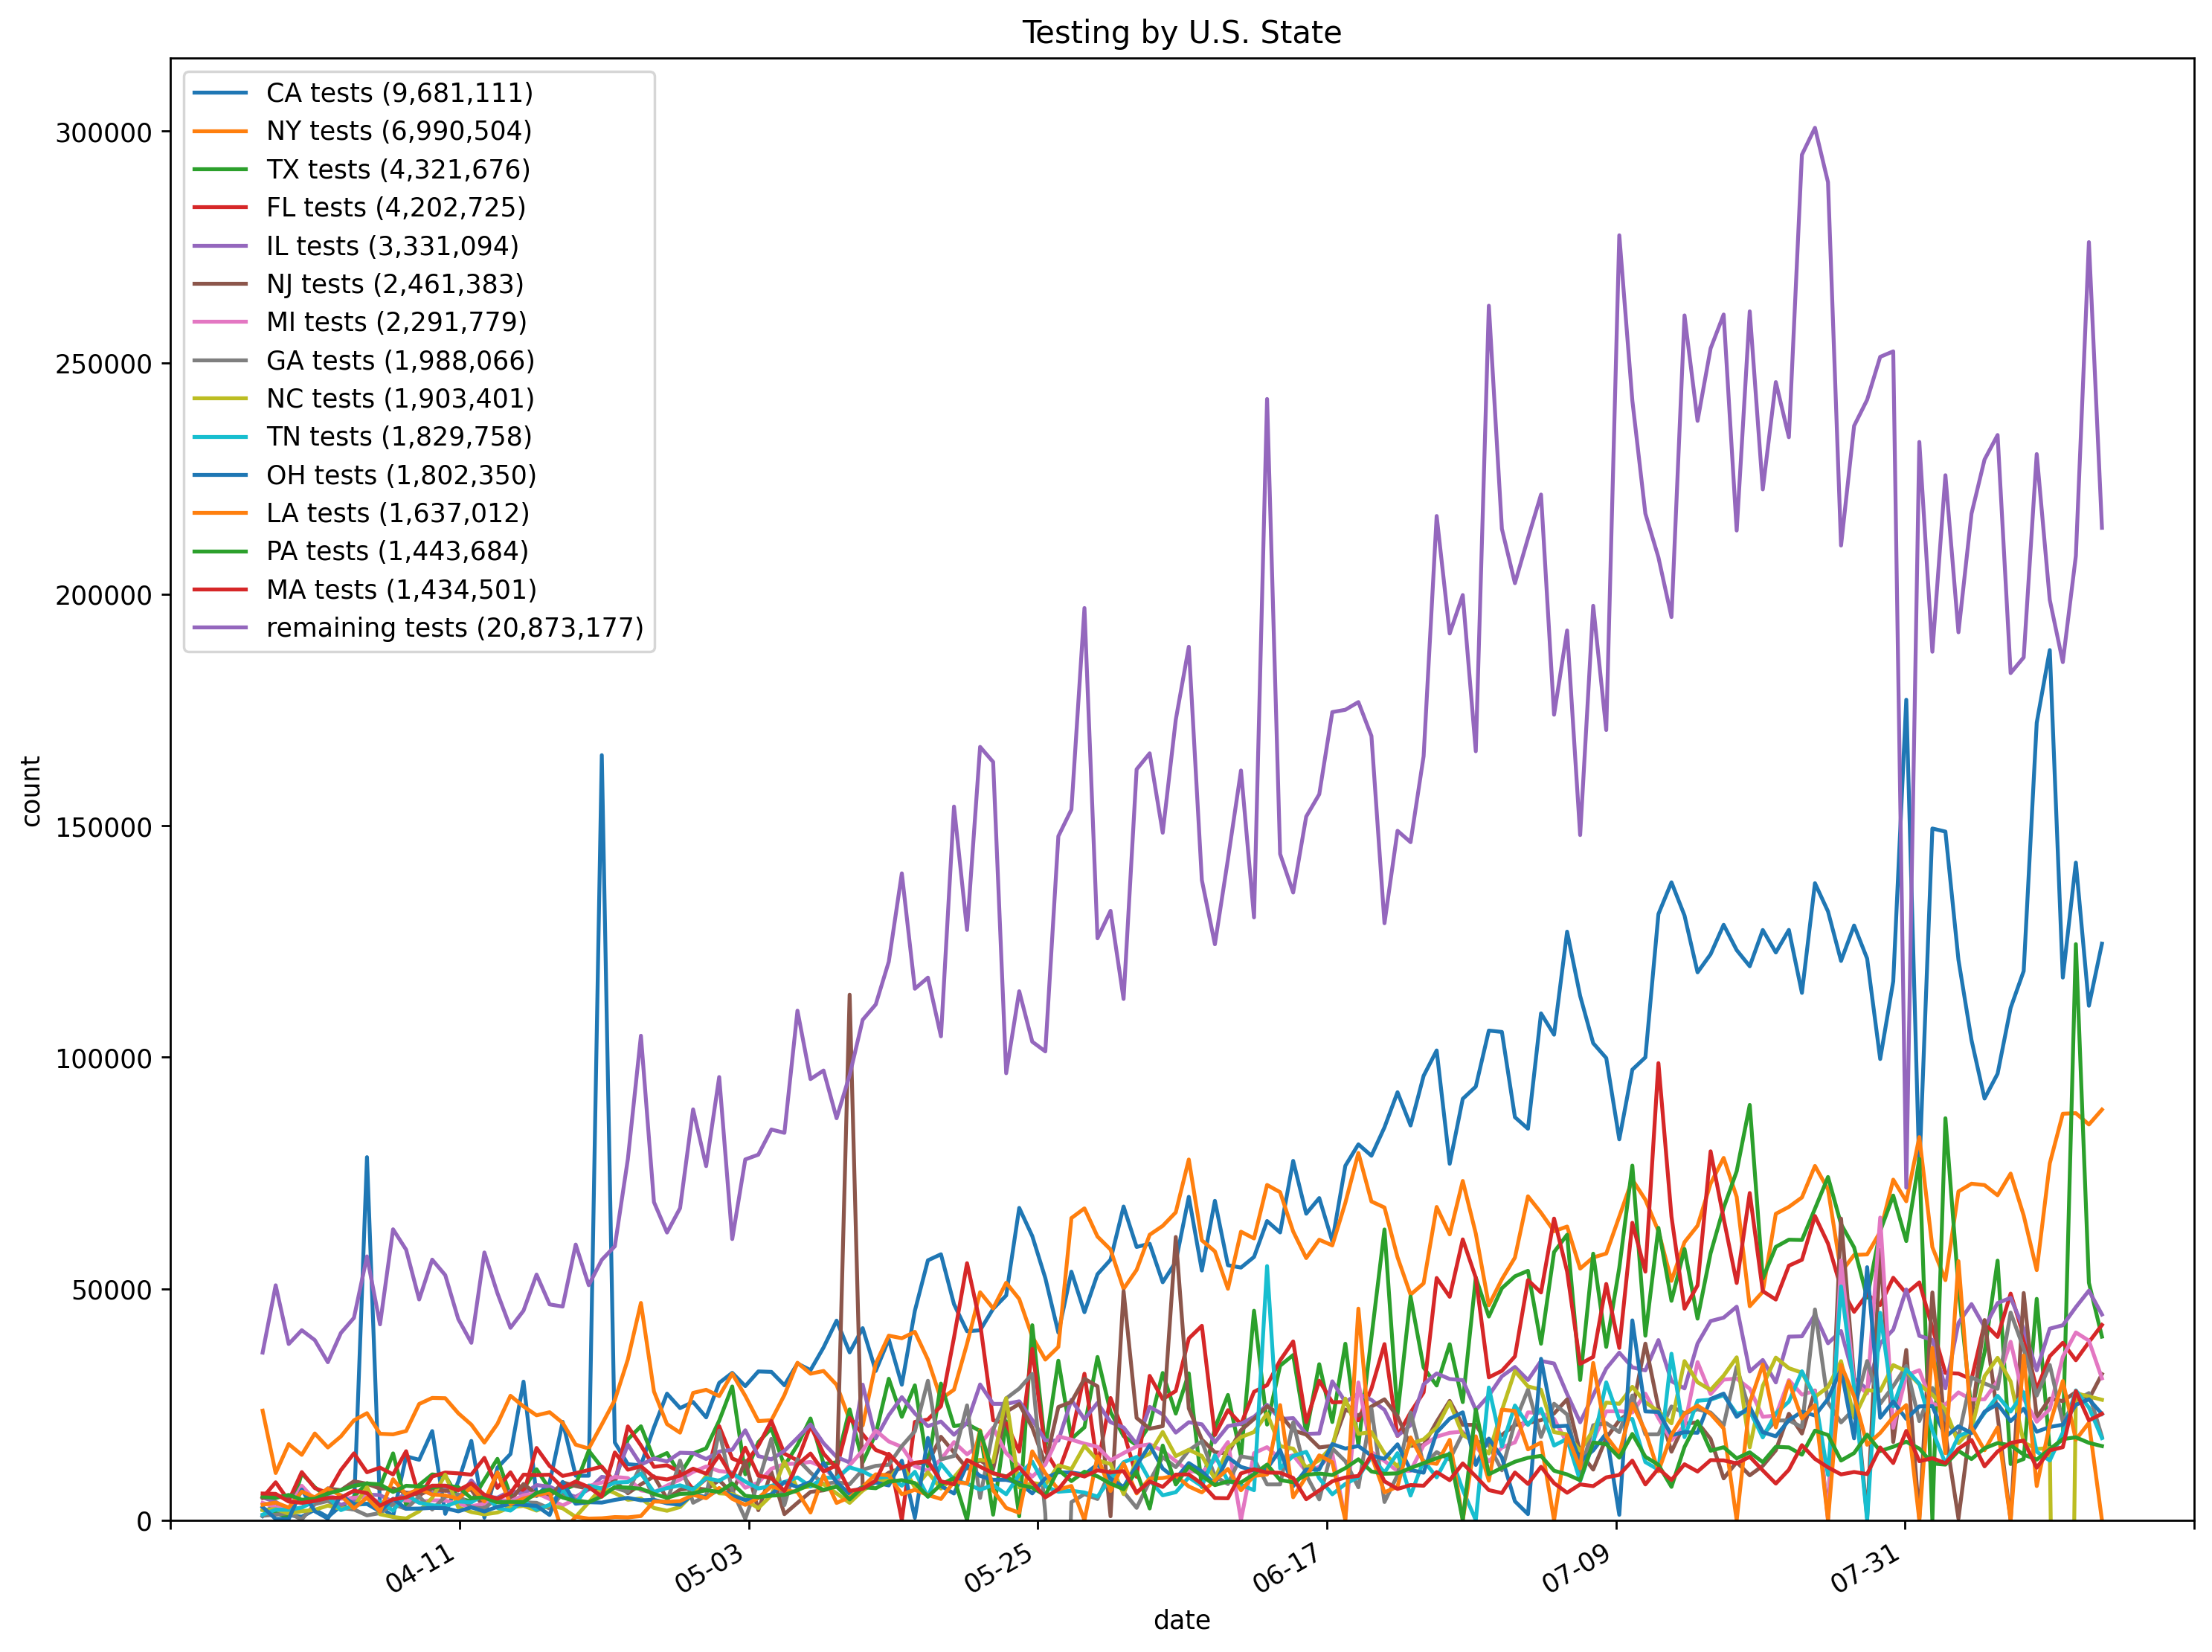 Testing by U.S. State
CA tests (9,681,111)
NY tests (6,990,504)
TX tests (4,321,676)
FL tests (4,202,725)
IL tests (3,331,094)
NJ tests (2,461,383)
MI tests (2,291,779)
GA tests (1,988,066)
NC tests (1,903,401)
TN tests (1,829,758)
OH tests (1,802,350)
LA tests (1,637,012)
PA tests (1,443,684)
MA tests (1,434,501)
remaining tests (20,873,177)
300000
250000
200000
150000
100000
50000
0
count
04-11
05-03
05-25
06-17
07-09
07-31
date